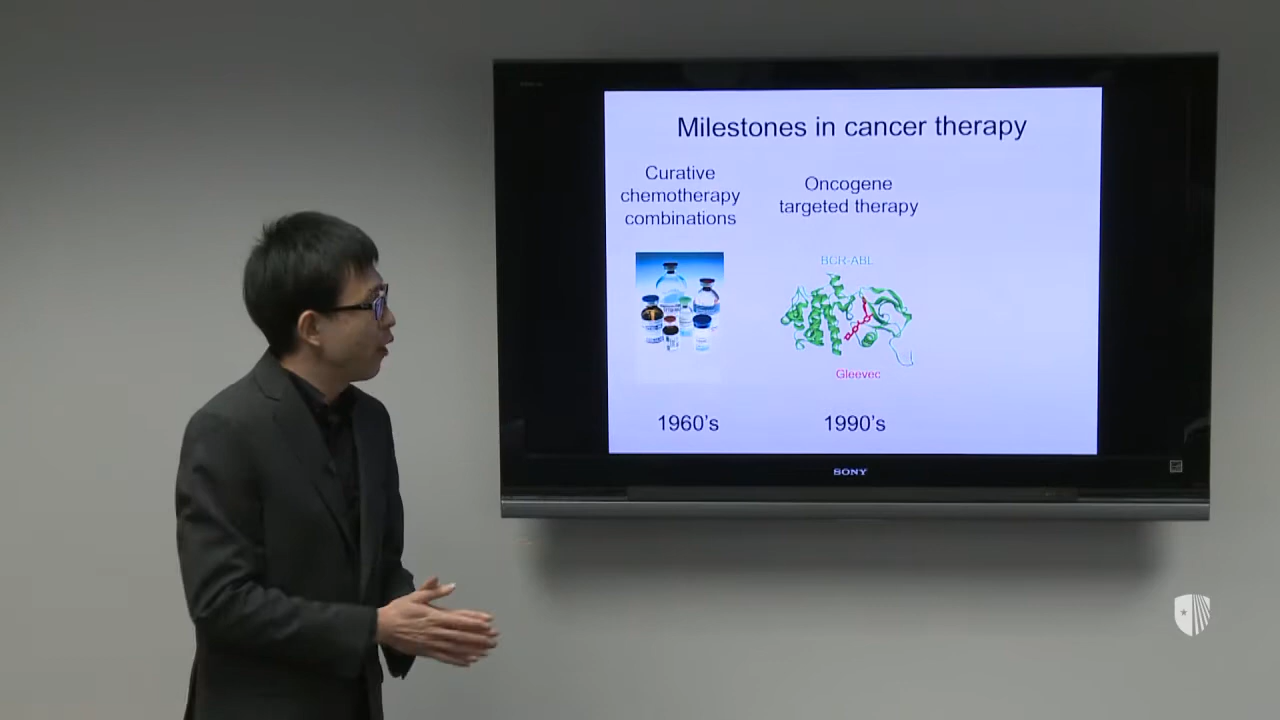 Milestones in cancer therapy
Curative
chemotherapy
combinations
Oncogene
targeted therapy
BCR-ABL
Gleevec
1960's
1990's
SONY